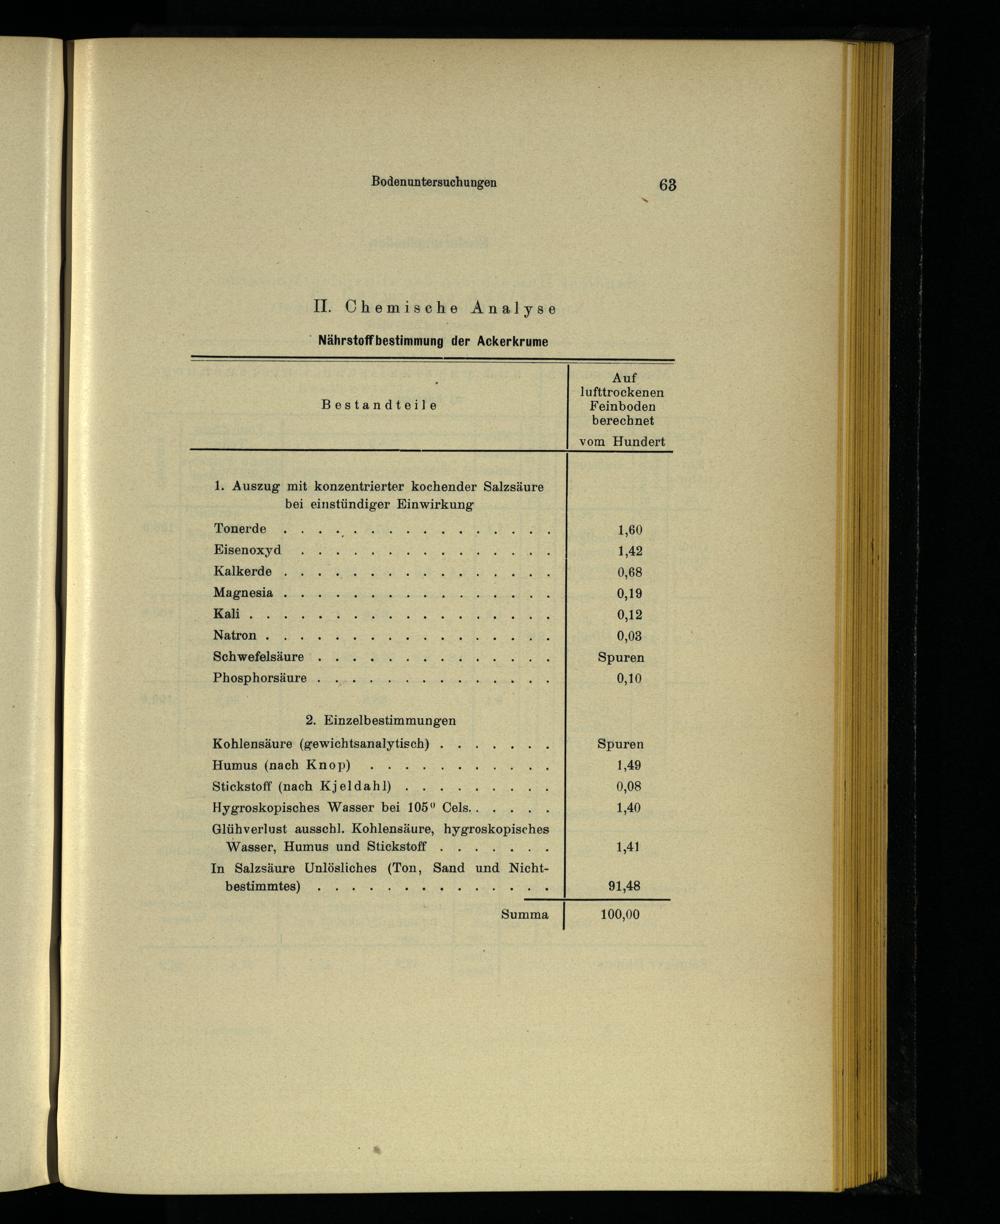 Bodenuntersuchungen 63
II. Chemische Analyse
Nährstoffbestimmung der Ackerkrume
Bestandteile
Auf
lufttrockenen
Feinboden
berechnet
vom Hundert
1. Auszug mit konzentrierter kochender Salzsäure
bei einstündiger Einwirkung
Tonerde . . . . . . . . . . . . . . . . 1,60
Eisenoxyd . . . . . . . . . . . . . . . 1,42
Kalkerde . . . . . . . . . . . . . . . . 0,68
Magnesia . . . . . . . . . . . . . . . . 0,19
Kali . . . . . . . . . . . . . . . . . . 0,12
Natron . . . . . . . . . . . . . . . . . 0,03
Schwefelsäure . . . . . . . . . . . . . . Spuren
Phosphorsäure . . . . . . . . . . . . . . 0,10
2. Einzelbestimmungen
Kohlensäure (gewichtsanalytisch) . . . . . . . Spuren
Humus (nach Knop) . . . . . . . . . . . 1,49
Stickstoff (nach Kjeldahl) . . . . . . . . . 0,08
Hygroskopisches Wasser bei 105⁰ Cels. . . . . . 1,40
Glühverlust ausschl. Kohlensäure, hygroskopisches
Wasser, Humus und Stickstoff . . . . . . . 1,41
In Salzsäure Unlösliches (Ton, Sand und Nicht-
bestimmtes) . . . . . . . . . . . . . . 91,48
Summa 100,00